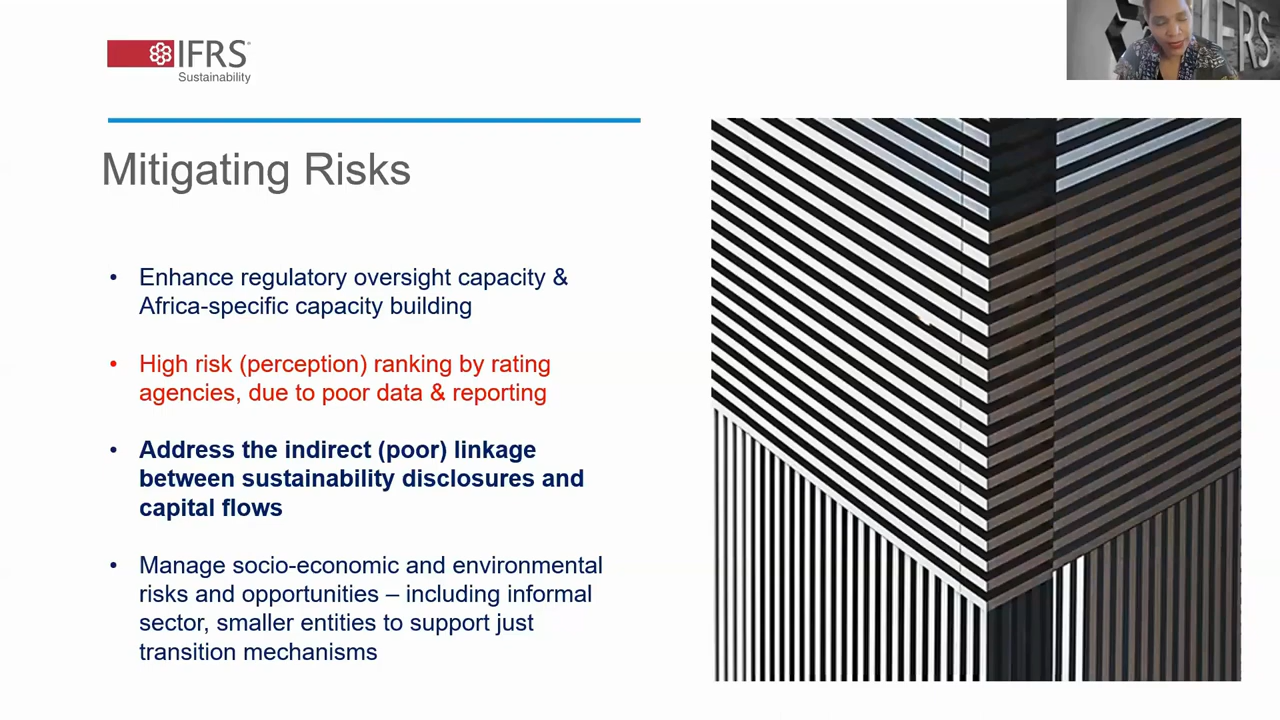 IFRS
Sustainability
IFRS
Mitigating Risks
• Enhance regulatory oversight capacity &
Africa-specific capacity building
• High risk (perception) ranking by rating
agencies, due to poor data & reporting
• Address the indirect (poor) linkage
between sustainability disclosures and
capital flows
• Manage socio-economic and environmental
risks and opportunities – including informal
sector, smaller entities to support just
transition mechanisms